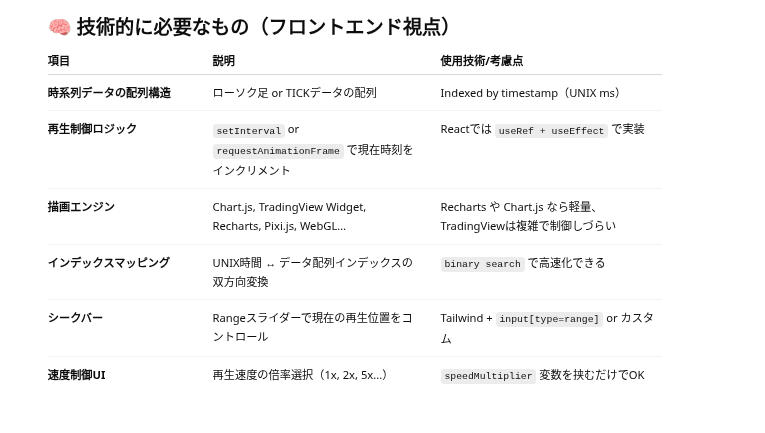 🧠 技術的に必要なもの（フロントエンド視点）
項目 説明 使用技術/考慮点
時系列データの配列構造 ローソク足 or TICKデータの配列 Indexed by timestamp（UNIX ms）
再生制御ロジック setInterval or Reactでは useRef + useEffect で実装
requestAnimationFrame で現在時刻を
インクリメント
描画エンジン Chart.js, TradingView Widget, Recharts や Chart.js なら軽量、
Recharts, Pixi.js, WebGL... TradingViewは複雑で制御しづらい
インデックスマッピング UNIX時間 ↔ データ配列インデックスの binary search で高速化できる
双方向変換
シークバー Rangeスライダーで現在の再生位置をコ Tailwind + input[type=range] or カスタ
ントロール ム
速度制御UI 再生速度の倍率選択（1x, 2x, 5x...） speedMultiplier 変数を挟むだけでOK